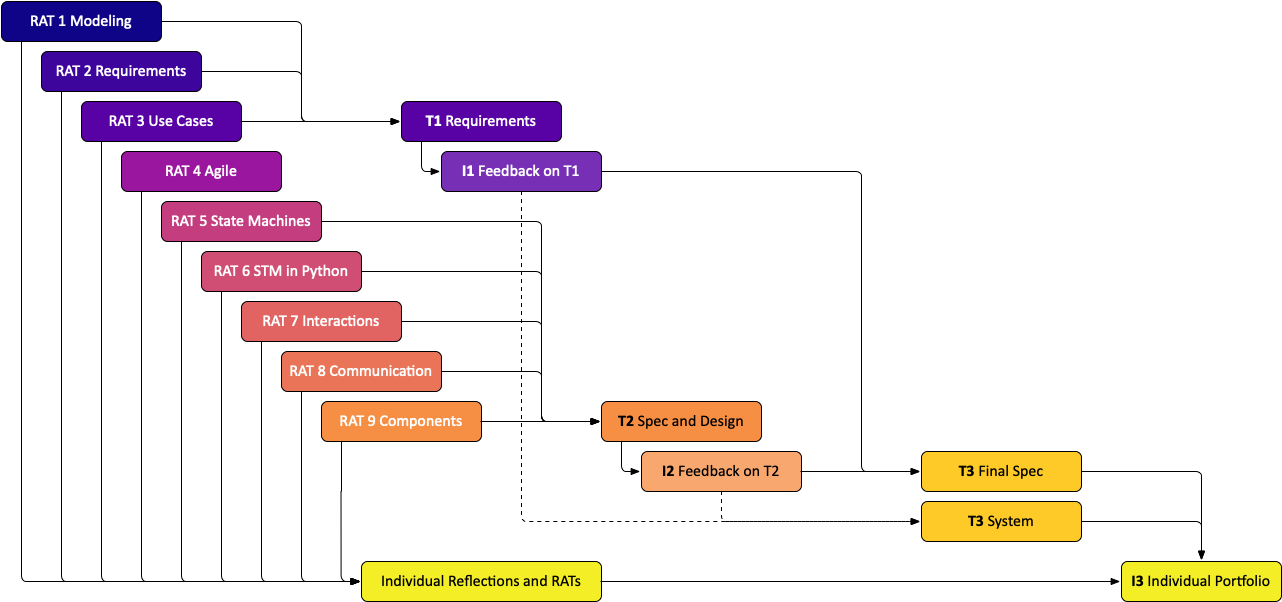 RAT 1 Modeling
RAT 2 Requirements
RAT 3 Use Cases
T1 Requirements
RAT 4 Agile
I1 Feedback on T1
RAT 5 State Machines
RAT 6 STM in Python
RAT 7 Interactions
RAT 8 Communication
RAT 9 Components
T2 Spec and Design
I2 Feedback on T2
T3 Final Spec
T3 System
Individual Reflections and RATs
I3 Individual Portfolio